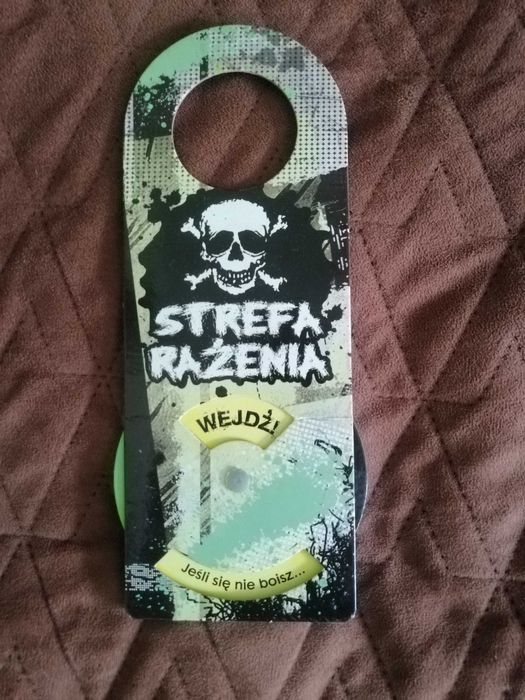 STREFA
RAŻENIA
WEJDŹ!
Jeśli się nie boisz...